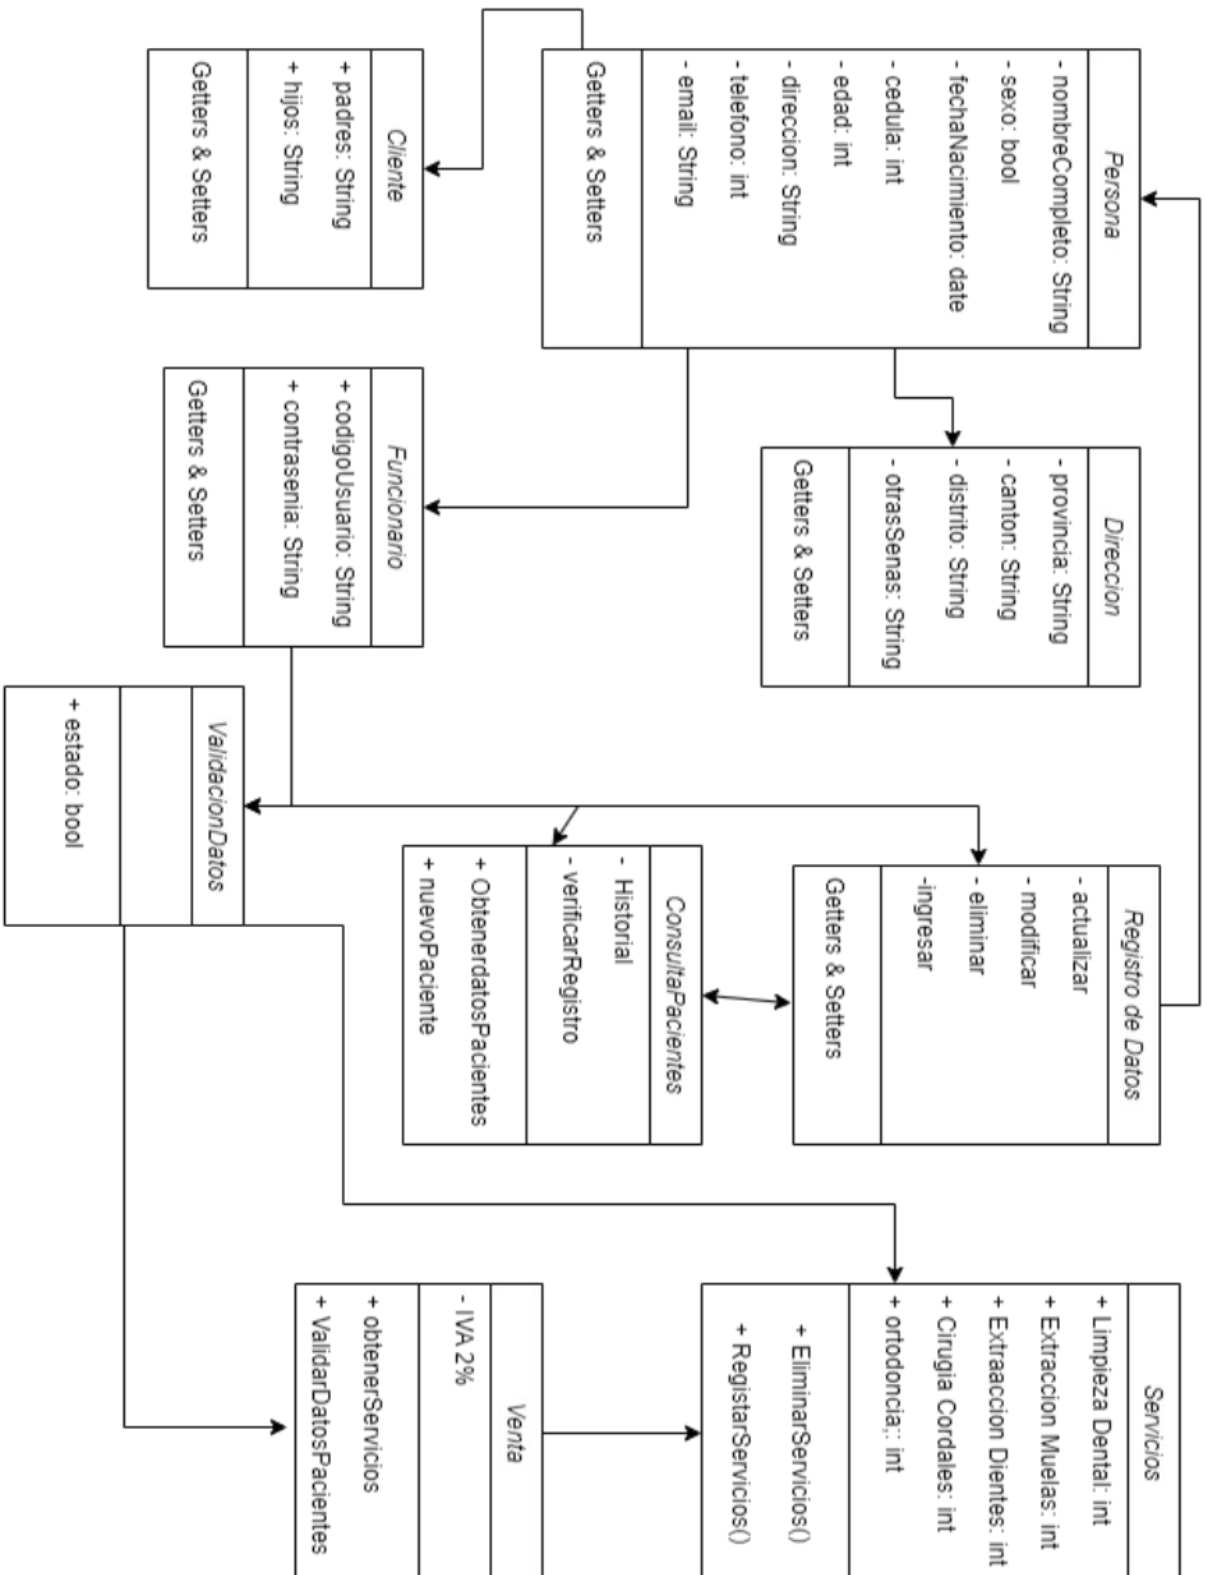 Persona
- nombreCompleto: String
- sexo: bool
- fechaNacimiento: date
- cedula: int
- edad: int
- direccion: String
- telefono: int
- email: String
Getters & Setters
Direccion
- provincia: String
- canton: String
- distrito: String
- otrasSenas: String
Getters & Setters
Registro de Datos
- actualizar
- modificar
- eliminar
-ingresar
Getters & Setters
Servicios
+ Limpieza Dental: int
+ Extraccion Muelas: int
+ Extraaccion Dientes: int
+ Cirugia Cordales: int
+ ortodoncia;: int
+ EliminarServicios()
+ RegistarServicios()
Cliente
+ padres: String
+ hijos: String
Getters & Setters
Funcionario
+ codigoUsuario: String
+ contrasenia: String
Getters & Setters
ConsultaPacientes
- Historial
- verificarRegistro
+ ObtenerdatosPacientes
+ nuevoPaciente
Venta
- IVA 2%
+ obtenerServicios
+ ValidarDatosPacientes
ValidacionDatos
+ estado: bool